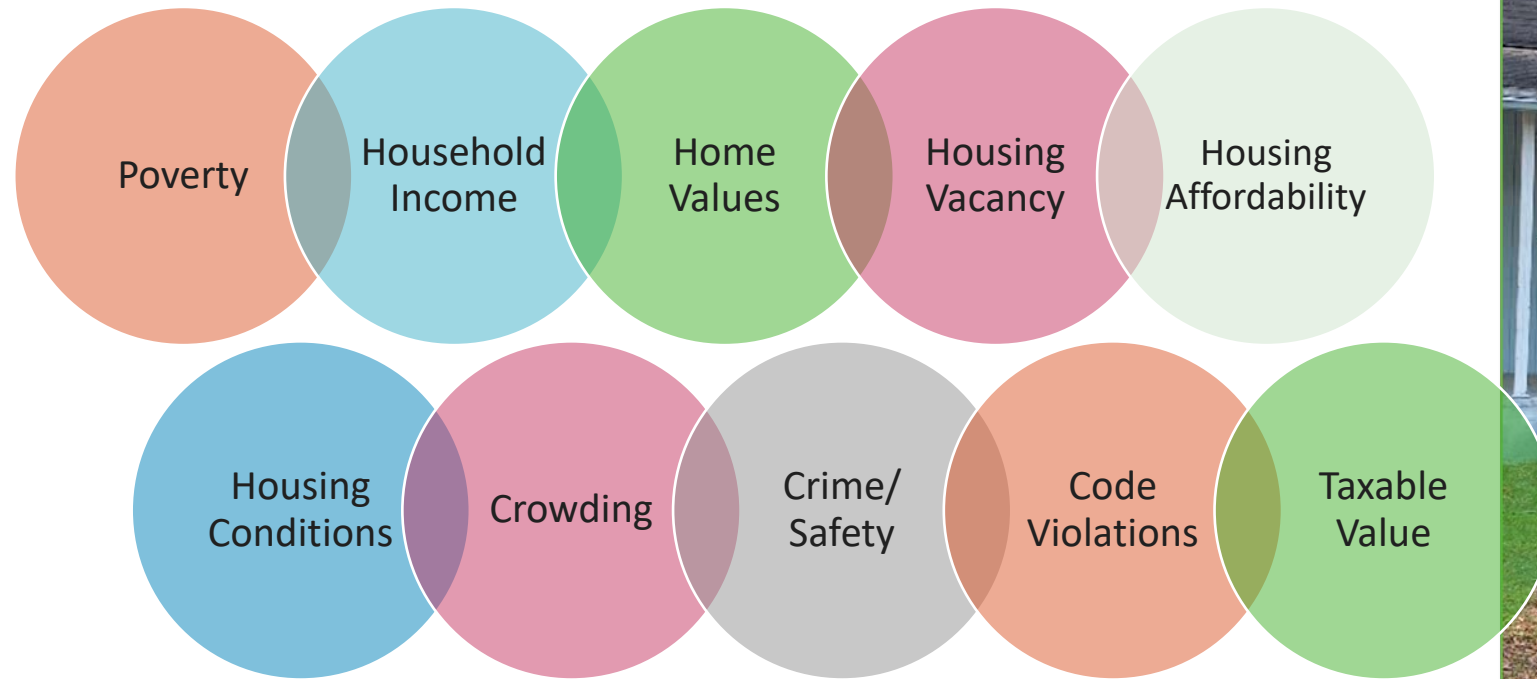 Poverty
Household
Income
Home
Values
Housing
Vacancy
Housing
Affordability
Housing
Conditions
Crowding
Crime/
Safety
Code
Violations
Taxable
Value